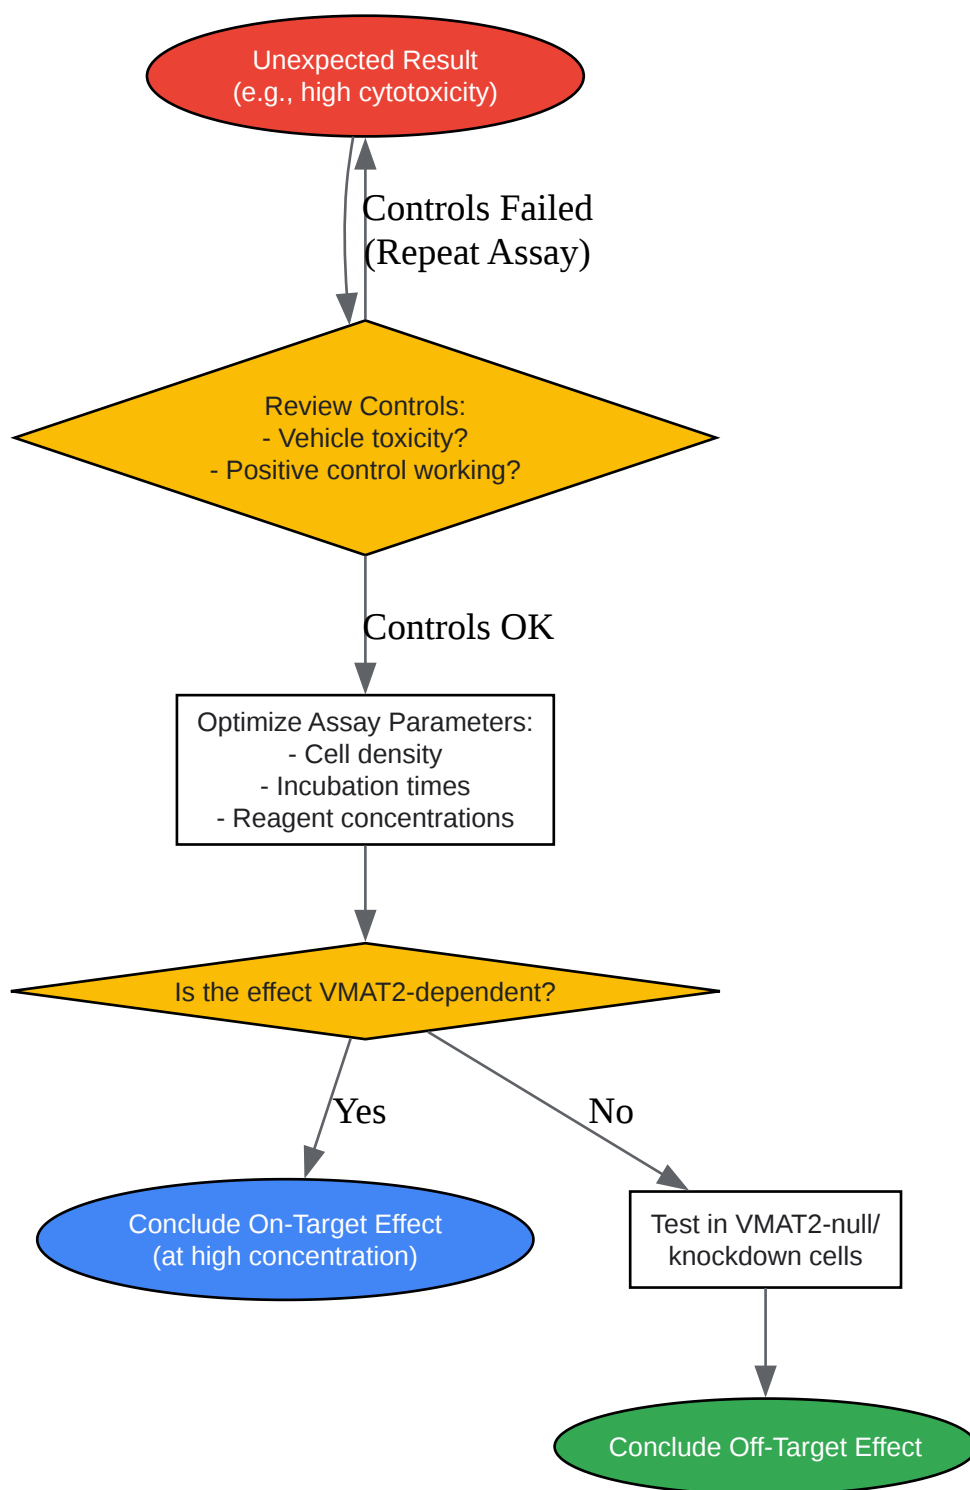 Unexpected Result
(e.g., high cytotoxicity)
Controls Failed
(Repeat Assay)
Review Controls:
- Vehicle toxicity?
- Positive control working?
Controls OK
Optimize Assay Parameters:
- Cell density
- Incubation times
- Reagent concentrations
Is the effect VMAT2-dependent?
Yes
No
Conclude On-Target Effect
(at high concentration)
Test in VMAT2-null/
knockdown cells
Conclude Off-Target Effect